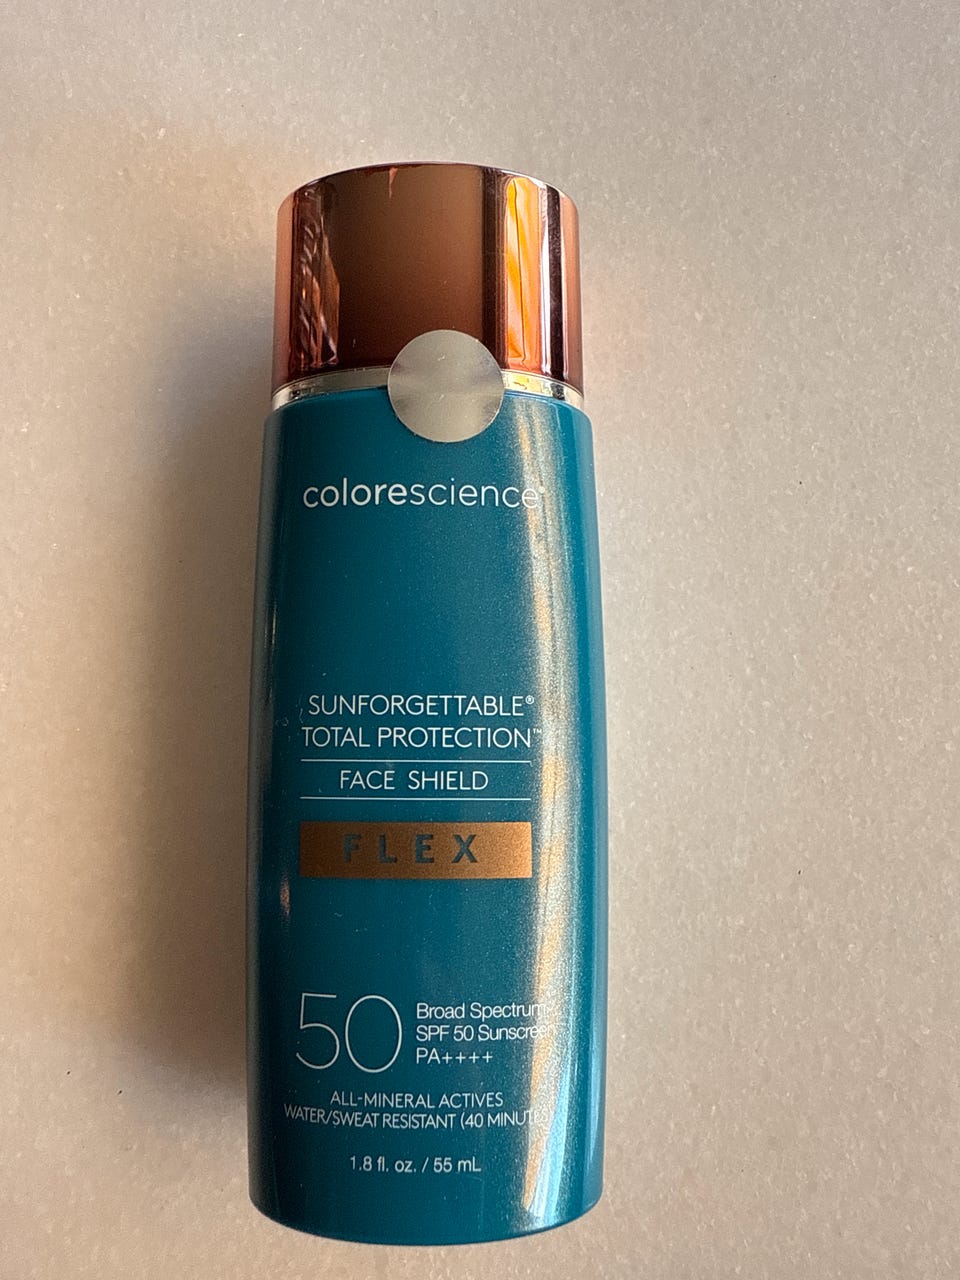 colorescience®
SUNFORGETTABLE®
TOTAL PROTECTION™
FACE SHIELD
FLEX
50
Broad Spectrum
SPF 50 Sunscreen
PA++++
ALL-MINERAL ACTIVES
WATER/SWEAT RESISTANT (40 MINUTES)
1.8 fl. oz. / 55 mL